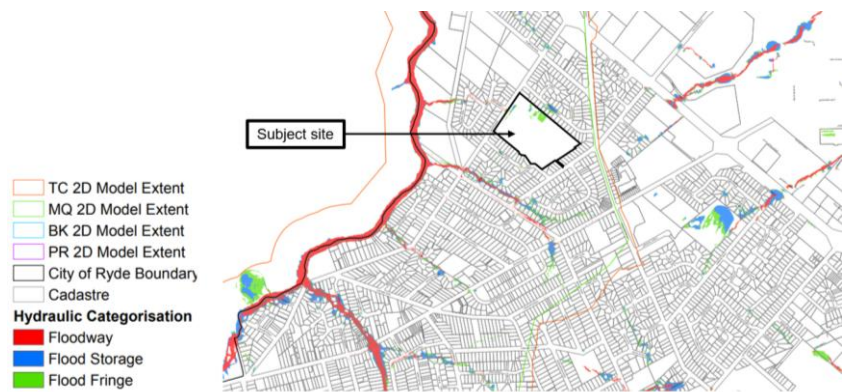 Subject site
TC 2D Model Extent
MQ 2D Model Extent
BK 2D Model Extent
PR 2D Model Extent
City of Ryde Boundary
Cadastre
Hydraulic Categorisation
Floodway
Flood Storage
Flood Fringe